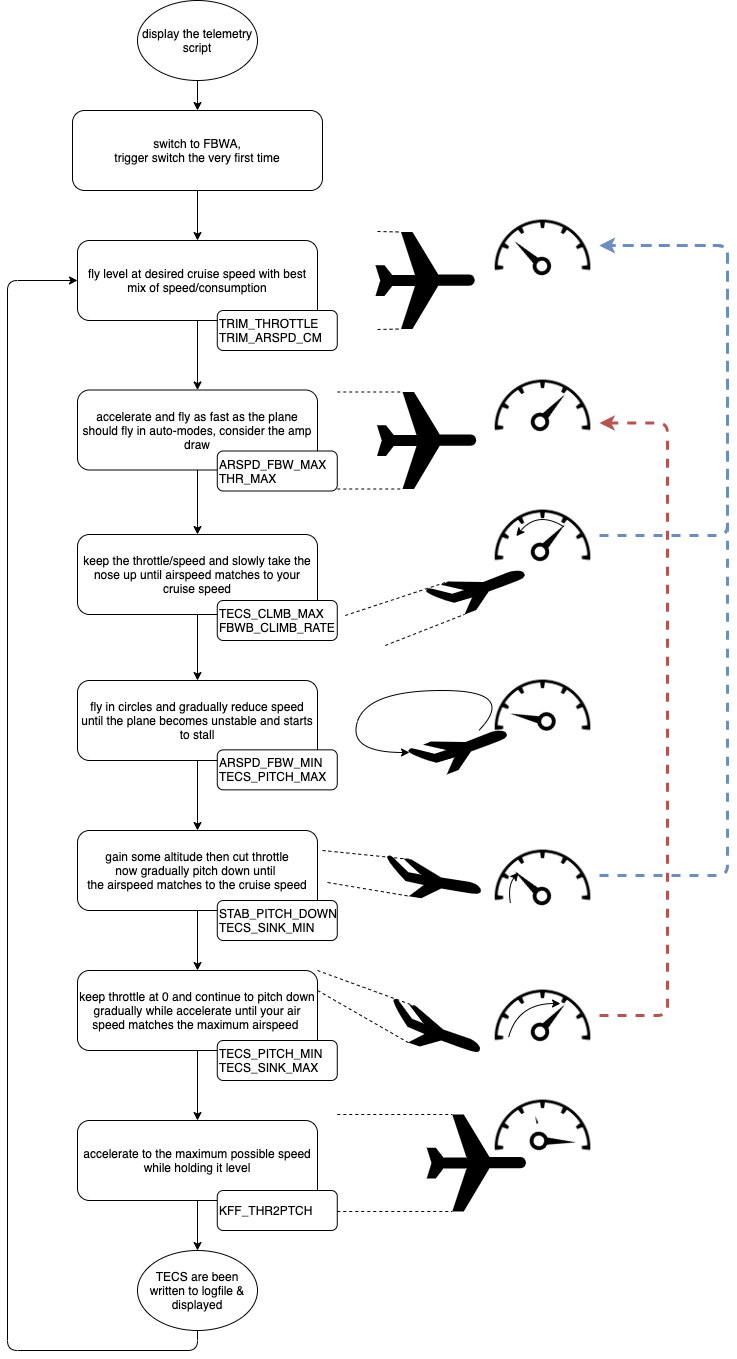 display the telemetry
script
switch to FBWA,
trigger switch the very first time
fly level at desired cruise speed with best
mix of speed/consumption
TRIM_THROTTLE
TRIM_ARSPD_CM
accelerate and fly as fast as the plane
should fly in auto-modes, consider the amp
draw
ARSPD_FBW_MAX
THR_MAX
keep the throttle/speed and slowly take the
nose up until airspeed matches to your
cruise speed
TECS_CLMB_MAX
FBWB_CLIMB_RATE
fly in circles and gradually reduce speed
until the plane becomes unstable and starts
to stall
ARSPD_FBW_MIN
TECS_PITCH_MAX
gain some altitude then cut throttle
now gradually pitch down until
the airspeed matches to the cruise speed
STAB_PITCH_DOWN
TECS_SINK_MIN
keep throttle at 0 and continue to pitch down
gradually while accelerate until your air
speed matches the maximum airspeed
TECS_PITCH_MIN
TECS_SINK_MAX
accelerate to the maximum possible speed
while holding it level
KFF_THR2PTCH
TECS are been
written to logfile &
displayed